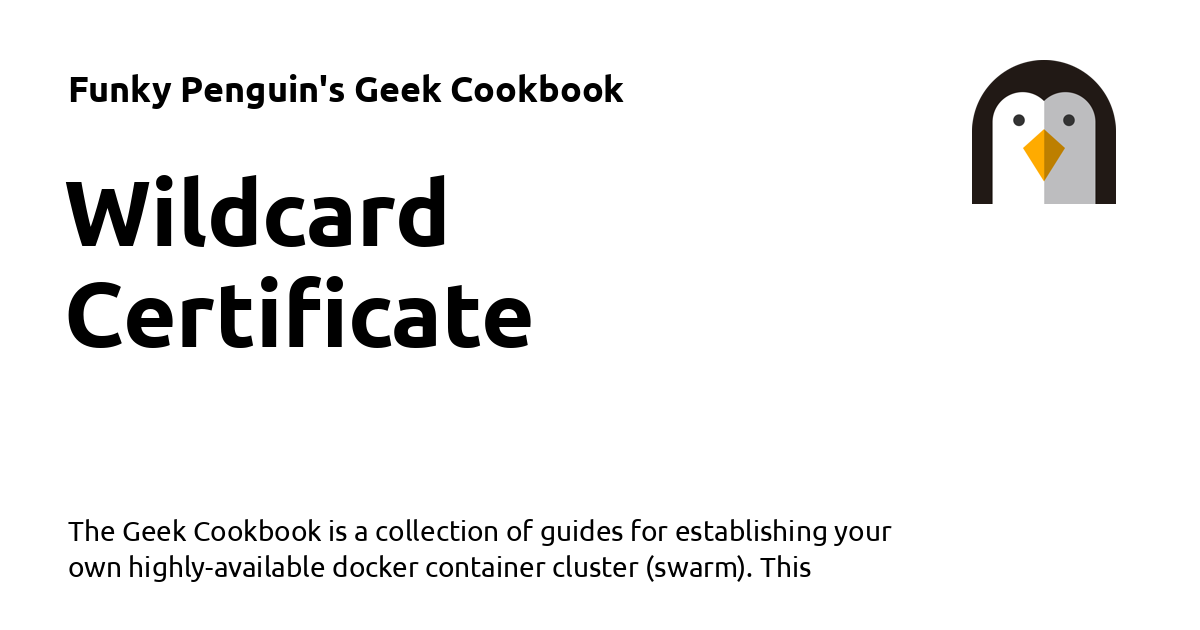 Funky Penguin's Geek Cookbook
Wildcard
Certificate
The Geek Cookbook is a collection of guides for establishing your
own highly-available docker container cluster (swarm). This